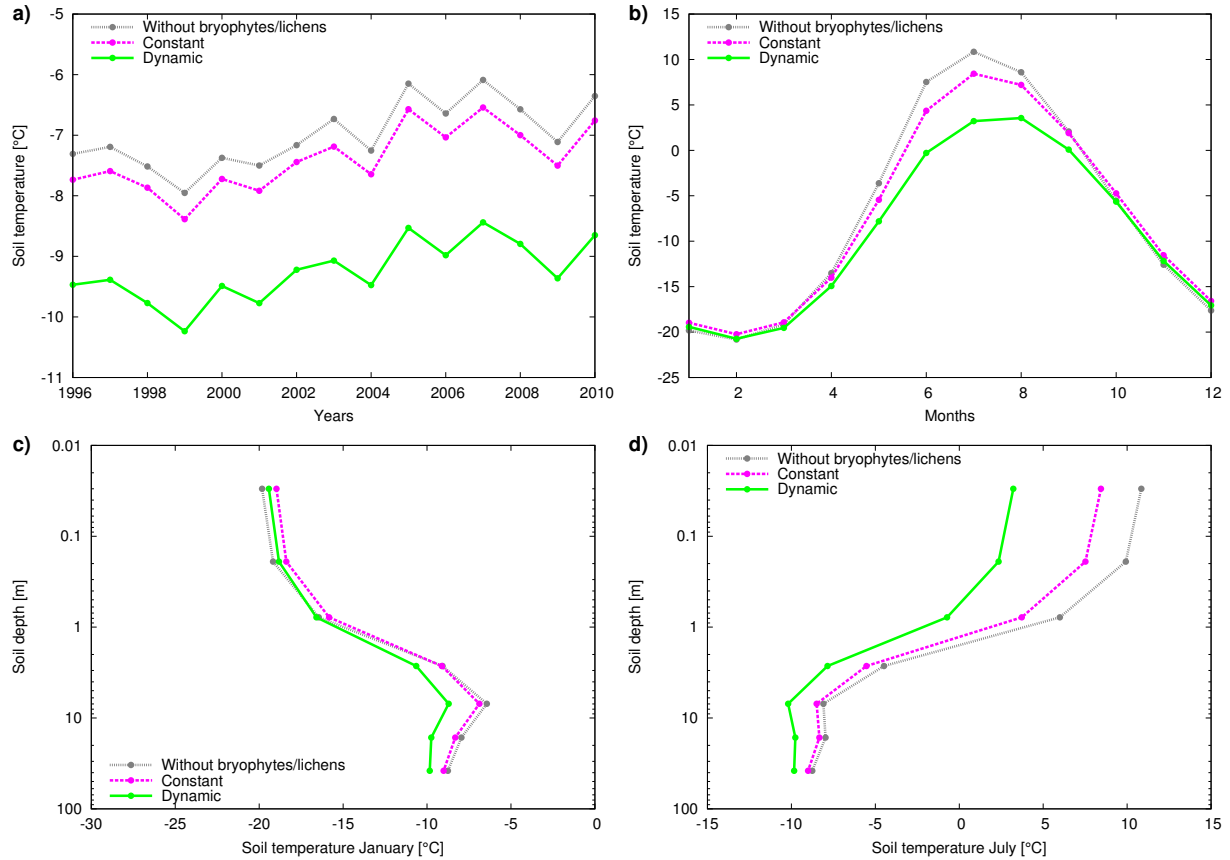 a)
Without bryophytes/lichens
Constant
Dynamic
-5
-6
-7
-8
-9
-10
-11
Soil temperature [°C]
1996 1998 2000 2002 2004 2006 2008 2010
Years
b)
Without bryophytes/lichens
Constant
Dynamic
15
10
5
0
-5
-10
-15
-20
-25
Soil temperature [°C]
2 4 6 8 10 12
Months
c)
0.01
0.1
1
10
100
Soil depth [m]
Without bryophytes/lichens
Constant
Dynamic
-30 -25 -20 -15 -10 -5 0
Soil temperature January [°C]
d)
Without bryophytes/lichens
Constant
Dynamic
0.01
0.1
1
10
100
Soil depth [m]
-15 -10 -5 0 5 10 15
Soil temperature July [°C]